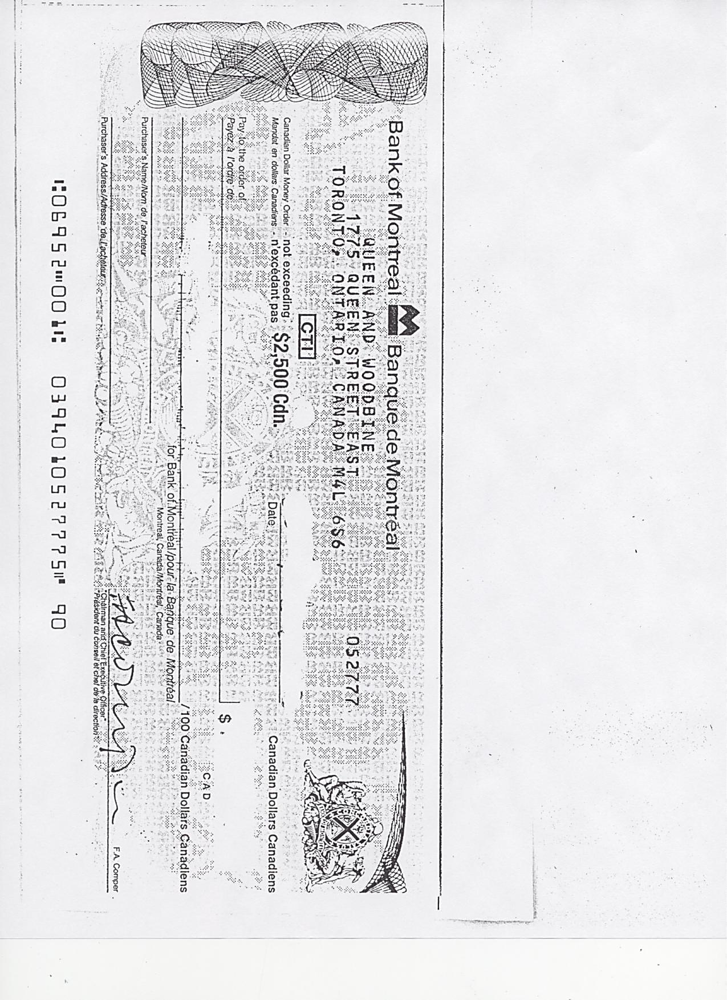 Bank of Montreal Banque de Montréal
QUEEN AND WOODBINE
1775 QUEEN STREET EAST
TORONTO, ONTARIO, CANADA M4L 6S6
052777
CTI
Canadian Dollar Money Order - not exceeding
Mandat en dollars Canadiens - n'excédant pas
$2,500 Cdn.
Date
Canadian Dollars Canadiens
Pay to the order of
Payez à l'ordre de
$
CAD
/100 Canadian Dollars Canadiens
for Bank of Montréal/pour la Banque de Montréal
Montreal, Canada/Montréal, Canada
Purchaser's Name/Nom de l'acheteur
Purchaser's Address/Adresse de l'acheteur
F.A. Comper
"Chairman and Chief Executive Officer"
"Président du conseil et chef de la direction"
⑆06952⑉001⑆ 0394⑈052777511⑈ 90